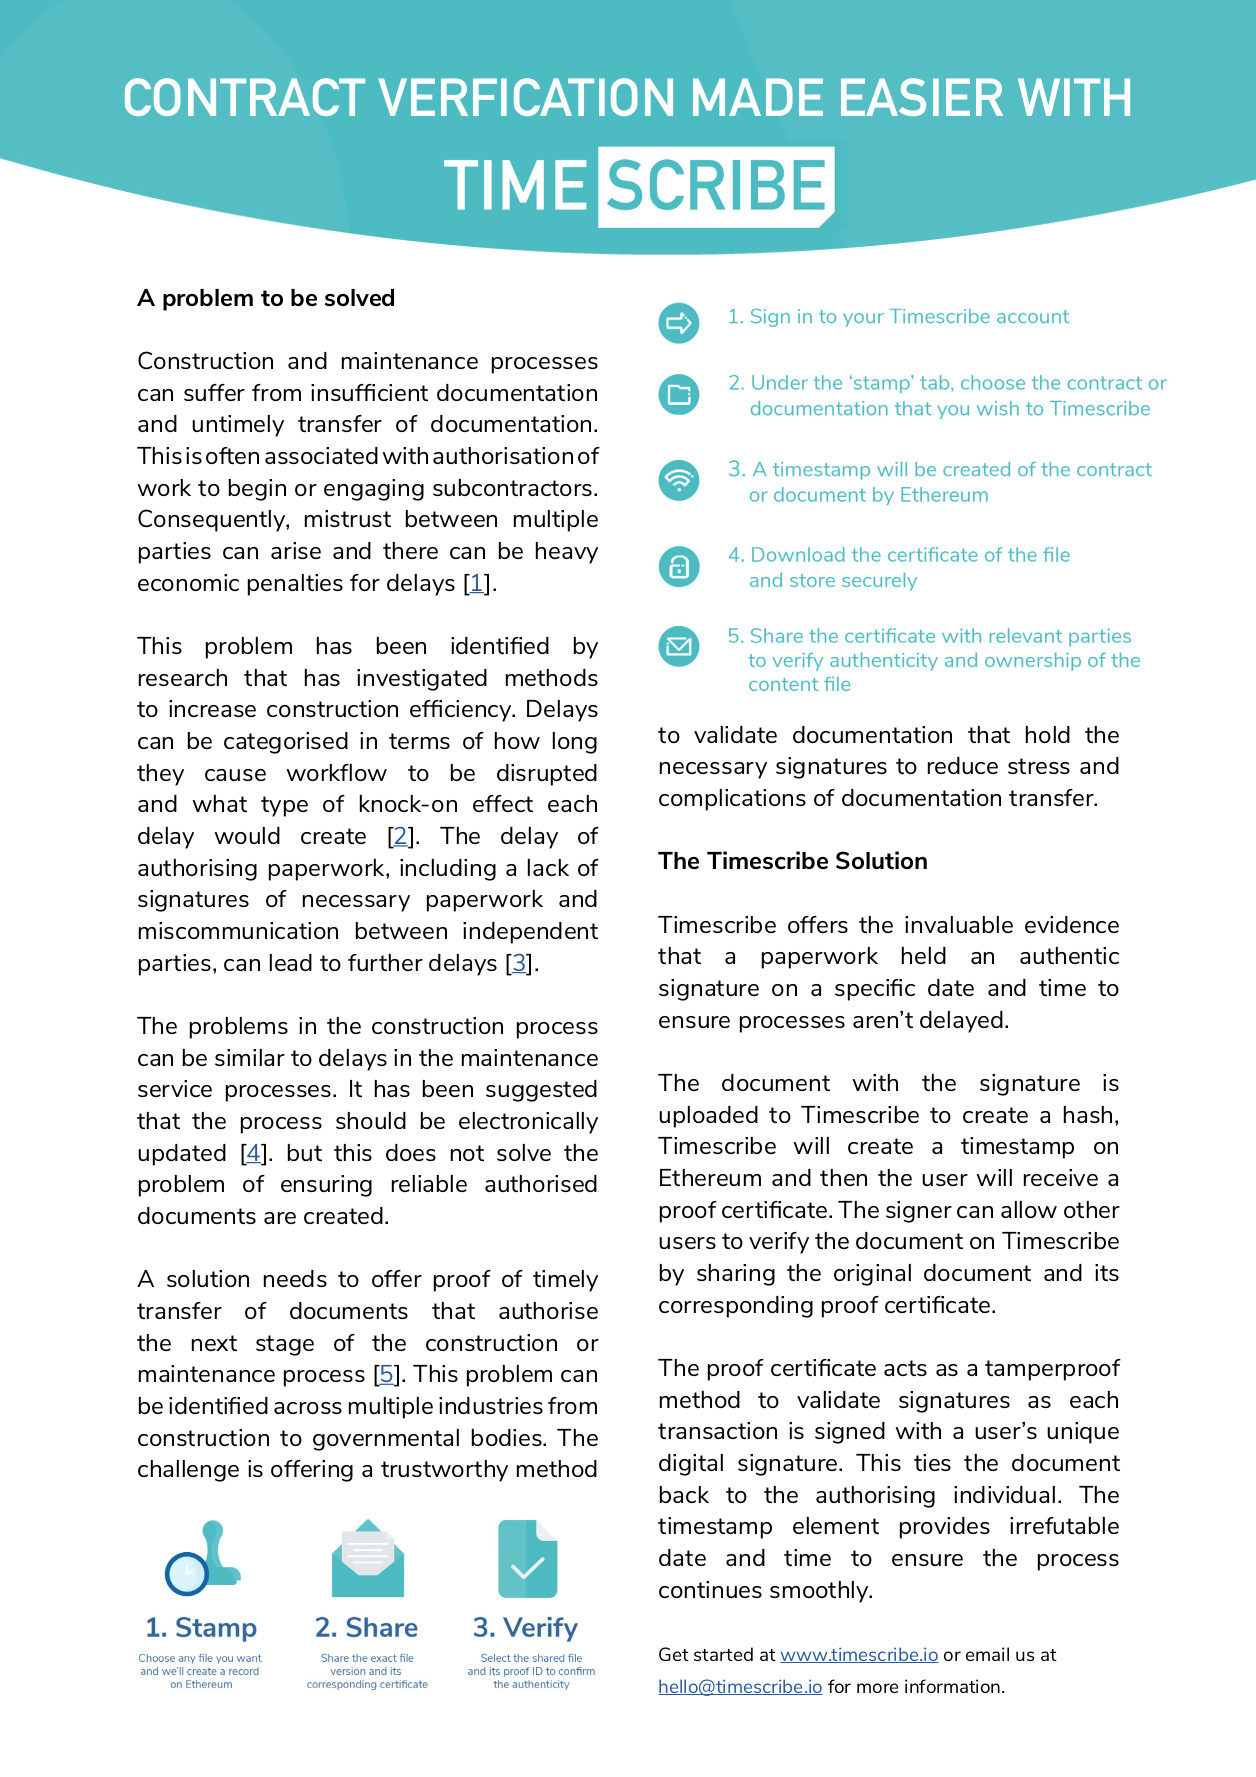 CONTRACT VERFICATION MADE EASIER WITH
TIME SCRIBE
A problem to be solved
Construction and maintenance processes
can suffer from insufficient documentation
and untimely transfer of documentation.
This is often associated with authorisation of
work to begin or engaging subcontractors.
Consequently, mistrust between multiple
parties can arise and there can be heavy
economic penalties for delays [1].
This problem has been identified by
research that has investigated methods
to increase construction efficiency. Delays
can be categorised in terms of how long
they cause workflow to be disrupted
and what type of knock-on effect each
delay would create [2]. The delay of
authorising paperwork, including a lack of
signatures of necessary paperwork and
miscommunication between independent
parties, can lead to further delays [3].
The problems in the construction process
can be similar to delays in the maintenance
service processes. It has been suggested
that the process should be electronically
updated [4]. but this does not solve the
problem of ensuring reliable authorised
documents are created.
A solution needs to offer proof of timely
transfer of documents that authorise
the next stage of the construction or
maintenance process [5]. This problem can
be identified across multiple industries from
construction to governmental bodies. The
challenge is offering a trustworthy method
1. Stamp
Choose any file you want
and we'll create a record
on Ethereum
2. Share
Share the exact file
version and its
corresponding certificate
3. Verify
Select the shared file
and its proof ID to confirm
the authenticity
1. Sign in to your Timescribe account
2. Under the ‘stamp’ tab, choose the contract or
documentation that you wish to Timescribe
3. A timestamp will be created of the contract
or document by Ethereum
4. Download the certificate of the file
and store securely
5. Share the certificate with relevant parties
to verify authenticity and ownership of the
content file
to validate documentation that hold the
necessary signatures to reduce stress and
complications of documentation transfer.
The Timescribe Solution
Timescribe offers the invaluable evidence
that a paperwork held an authentic
signature on a specific date and time to
ensure processes aren’t delayed.
The document with the signature is
uploaded to Timescribe to create a hash,
Timescribe will create a timestamp on
Ethereum and then the user will receive a
proof certificate. The signer can allow other
users to verify the document on Timescribe
by sharing the original document and its
corresponding proof certificate.
The proof certificate acts as a tamperproof
method to validate signatures as each
transaction is signed with a user’s unique
digital signature. This ties the document
back to the authorising individual. The
timestamp element provides irrefutable
date and time to ensure the process
continues smoothly.
Get started at www.timescribe.io or email us at
hello@timescribe.io for more information.